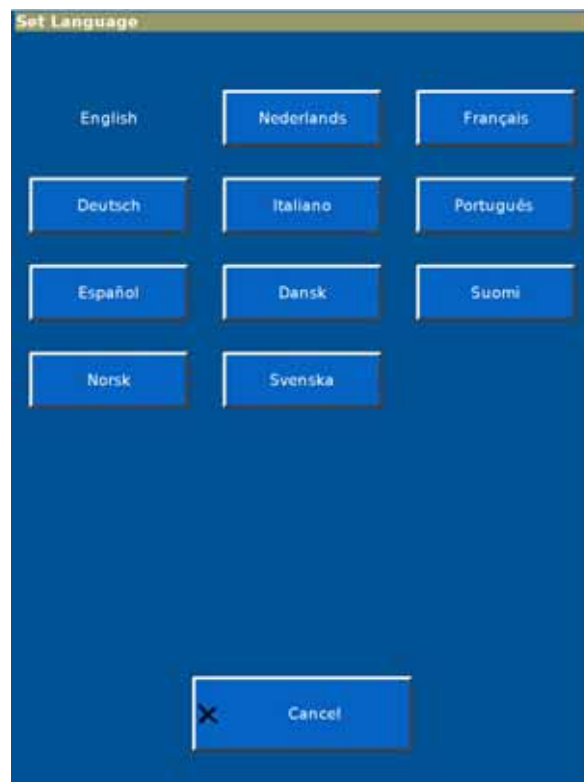 Set Language
English Nederlands Français
Deutsch Italiano Português
Español Dansk Suomi
Norsk Svenska
Cancel